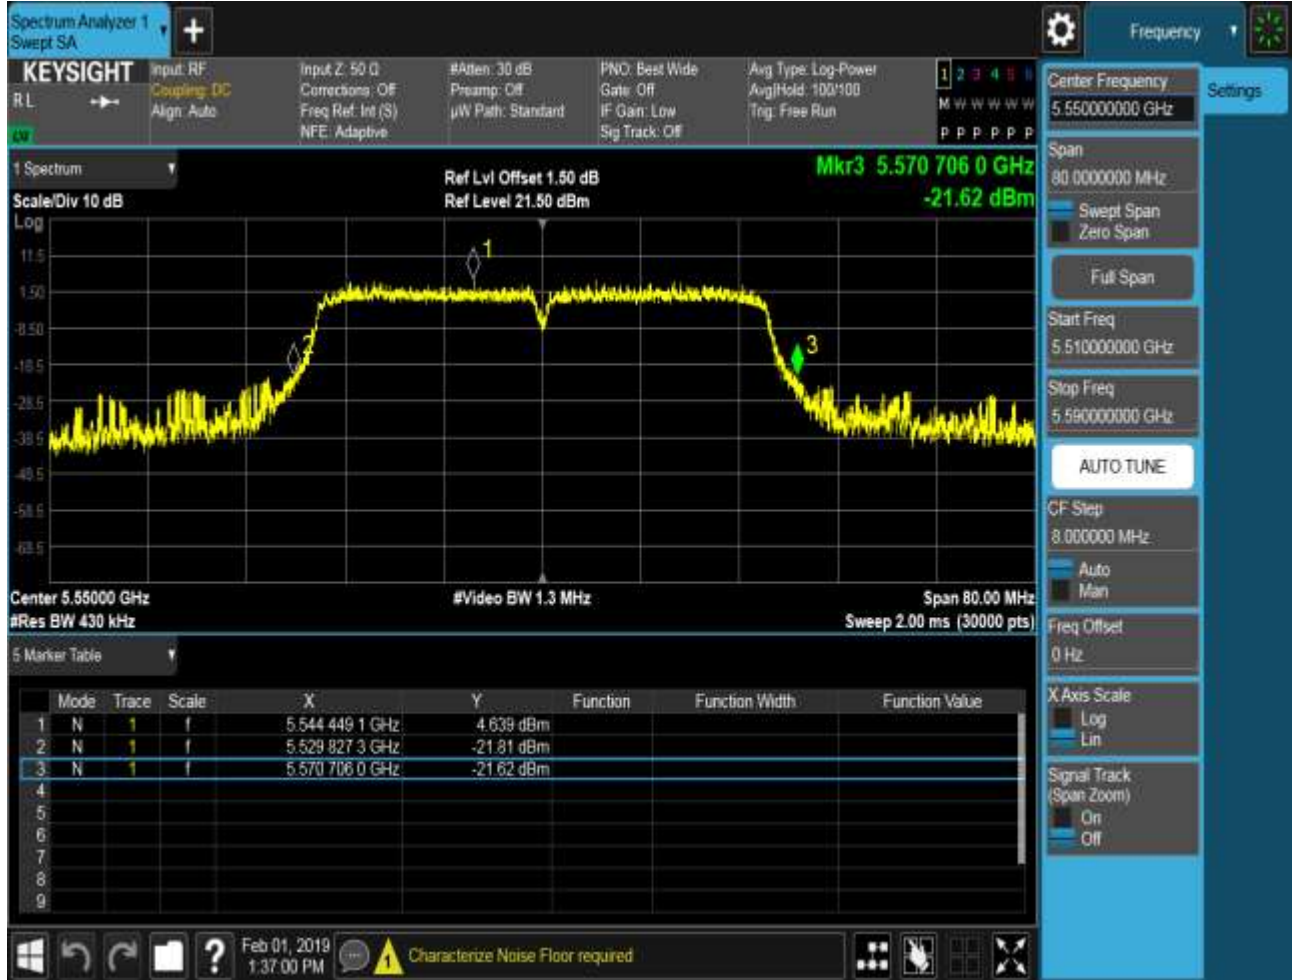 Spectrum Analyzer 1
Swept SA
Frequency
KEYSIGHT
RL
Input: RF
Coupling: DC
Align: Auto
Input Z: 50 Ω
Corrections: Off
Freq Ref: Int (S)
NFE: Adaptive
#Atten: 30 dB
Preamp: Off
µW Path: Standard
PNO: Best Wide
Gate: Off
IF Gain: Low
Sig Track: Off
Avg Type: Log-Power
Avg|Hold: 100/100
Trig: Free Run
1 2 3 4 5 6
M W W W W W
P P P P P P
1 Spectrum
Scale/Div 10 dB
Ref Lvl Offset 1.50 dB
Ref Level 21.50 dBm
Mkr3 5.570 706 0 GHz
-21.62 dBm
Log
11.5
1.50
-8.50
-18.5
-28.5
-38.5
-48.5
-58.5
-68.5
1
2
3
Center 5.55000 GHz
#Res BW 430 kHz
#Video BW 1.3 MHz
Span 80.00 MHz
Sweep 2.00 ms (30000 pts)
5 Marker Table
Mode Trace Scale X Y Function Function Width Function Value
1 N 1 f 5.544 449 1 GHz 4.639 dBm
2 N 1 f 5.529 827 3 GHz -21.81 dBm
3 N 1 f 5.570 706 0 GHz -21.62 dBm
4
5
6
7
8
9
Center Frequency
5.550000000 GHz
Settings
Span
80.0000000 MHz
Swept Span
Zero Span
Full Span
Start Freq
5.510000000 GHz
Stop Freq
5.590000000 GHz
AUTO TUNE
CF Step
8.000000 MHz
Auto
Man
Freq Offset
0 Hz
X Axis Scale
Log
Lin
Signal Track
(Span Zoom)
On
Off
?
Feb 01, 2019
1:37:00 PM
1
Characterize Noise Floor required